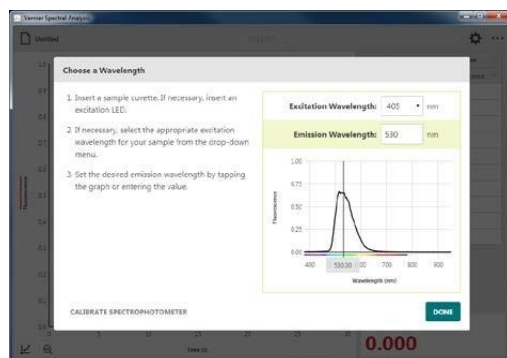 Vernier Spectral Analysis
Untitled
Choose a Wavelength
1. Insert a sample cuvette. If necessary, insert an
excitation LED.
2. If necessary, select the appropriate excitation
wavelength for your sample from the drop-down
menu.
3. Set the desired emission wavelength by tapping
the graph or entering the value.
Excitation Wavelength: 405 nm
Emission Wavelength: 530 nm
1.00
0.75
0.50
0.25
0.00
Fluorescence
400 530.00 600 700 800 900
Wavelength (nm)
CALIBRATE SPECTROPHOTOMETER
DONE
Fluorescence
0.000